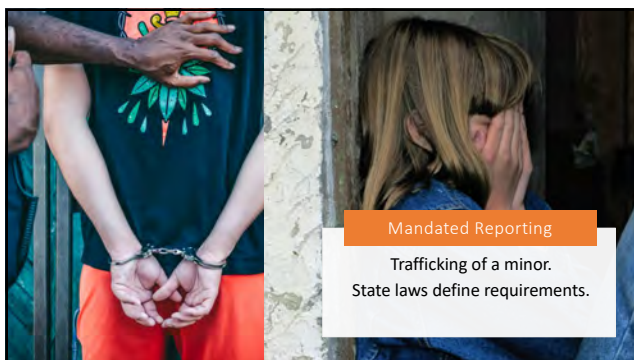 Mandated Reporting
Trafficking of a minor.
State laws define requirements.